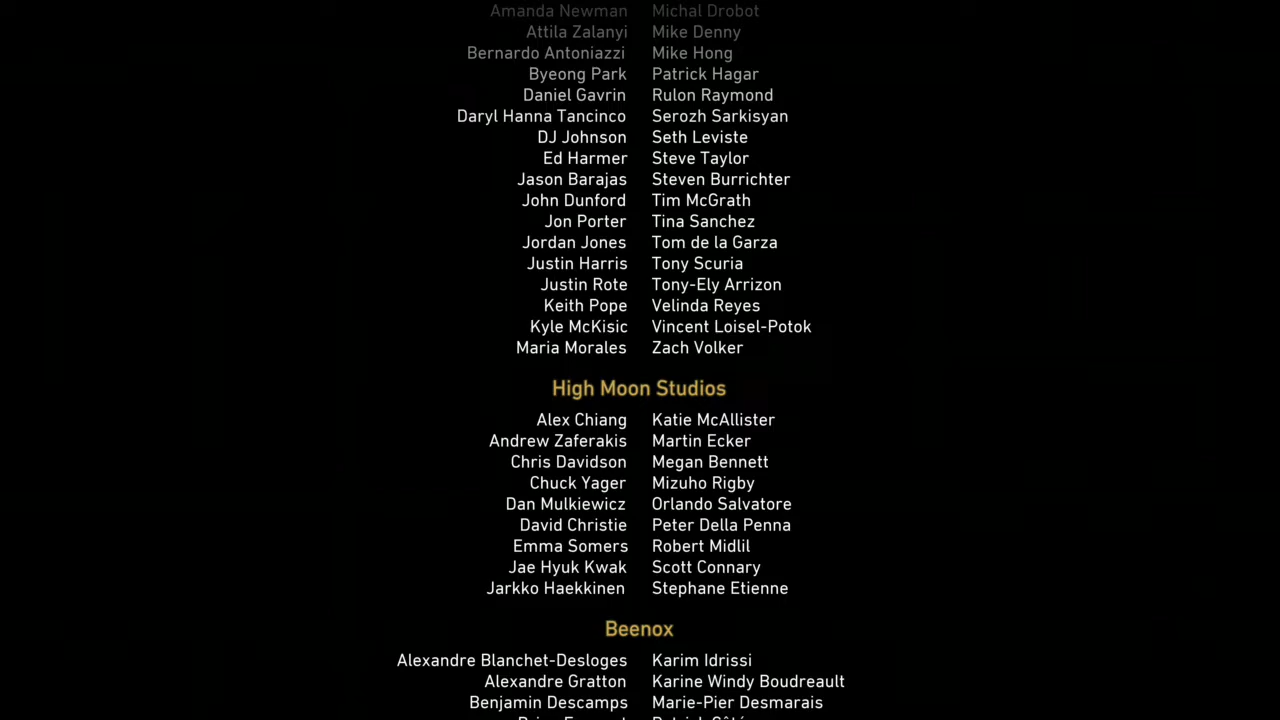 Amanda Newman Michal Drobot
Attila Zalanyi Mike Denny
Bernardo Antoniazzi Mike Hong
Byeong Park Patrick Hagar
Daniel Gavrin Rulon Raymond
Daryl Hanna Tancinco Serozh Sarkisyan
DJ Johnson Seth Leviste
Ed Harmer Steve Taylor
Jason Barajas Steven Burrichter
John Dunford Tim McGrath
Jon Porter Tina Sanchez
Jordan Jones Tom de la Garza
Justin Harris Tony Scuria
Justin Rote Tony-Ely Arrizon
Keith Pope Velinda Reyes
Kyle McKisic Vincent Loisel-Potok
Maria Morales Zach Volker
High Moon Studios
Alex Chiang Katie McAllister
Andrew Zaferakis Martin Ecker
Chris Davidson Megan Bennett
Chuck Yager Mizuho Rigby
Dan Mulkiewicz Orlando Salvatore
David Christie Peter Della Penna
Emma Somers Robert Midlil
Jae Hyuk Kwak Scott Connary
Jarkko Haekkinen Stephane Etienne
Beenox
Alexandre Blanchet-Desloges Karim Idrissi
Alexandre Gratton Karine Windy Boudreault
Benjamin Descamps Marie-Pier Desmarais